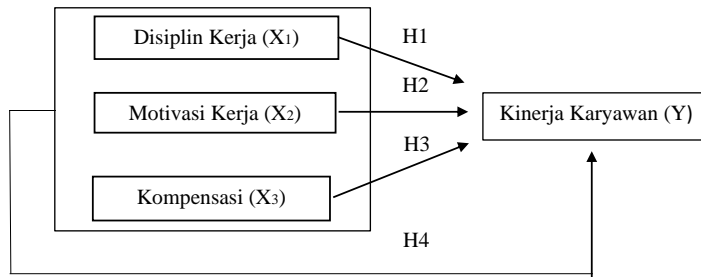 Disiplin Kerja (X1)
H1
H2
Motivasi Kerja (X2)
Kinerja Karyawan (Y)
H3
Kompensasi (X3)
H4